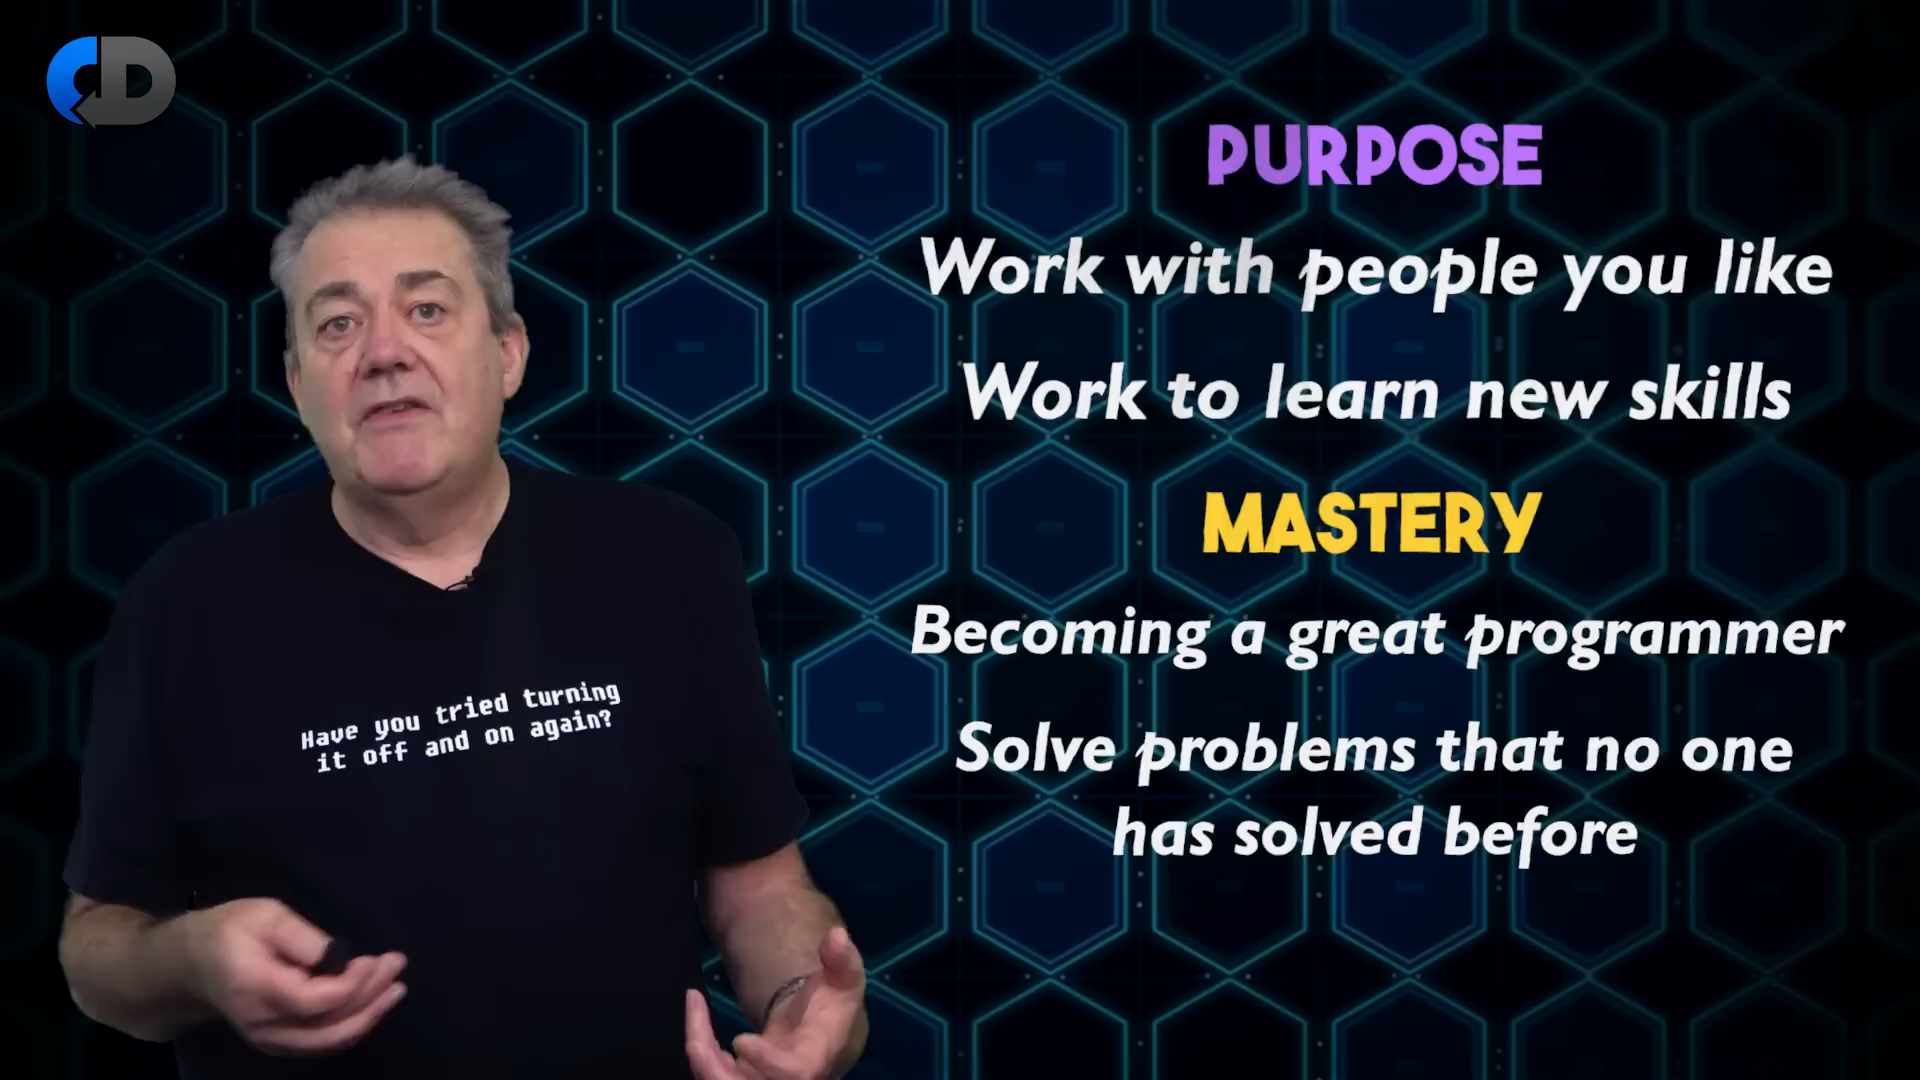 CD
PURPOSE
Work with people you like
Work to learn new skills
MASTERY
Becoming a great programmer
Solve problems that no one
has solved before
Have you tried turning
it off and on again?